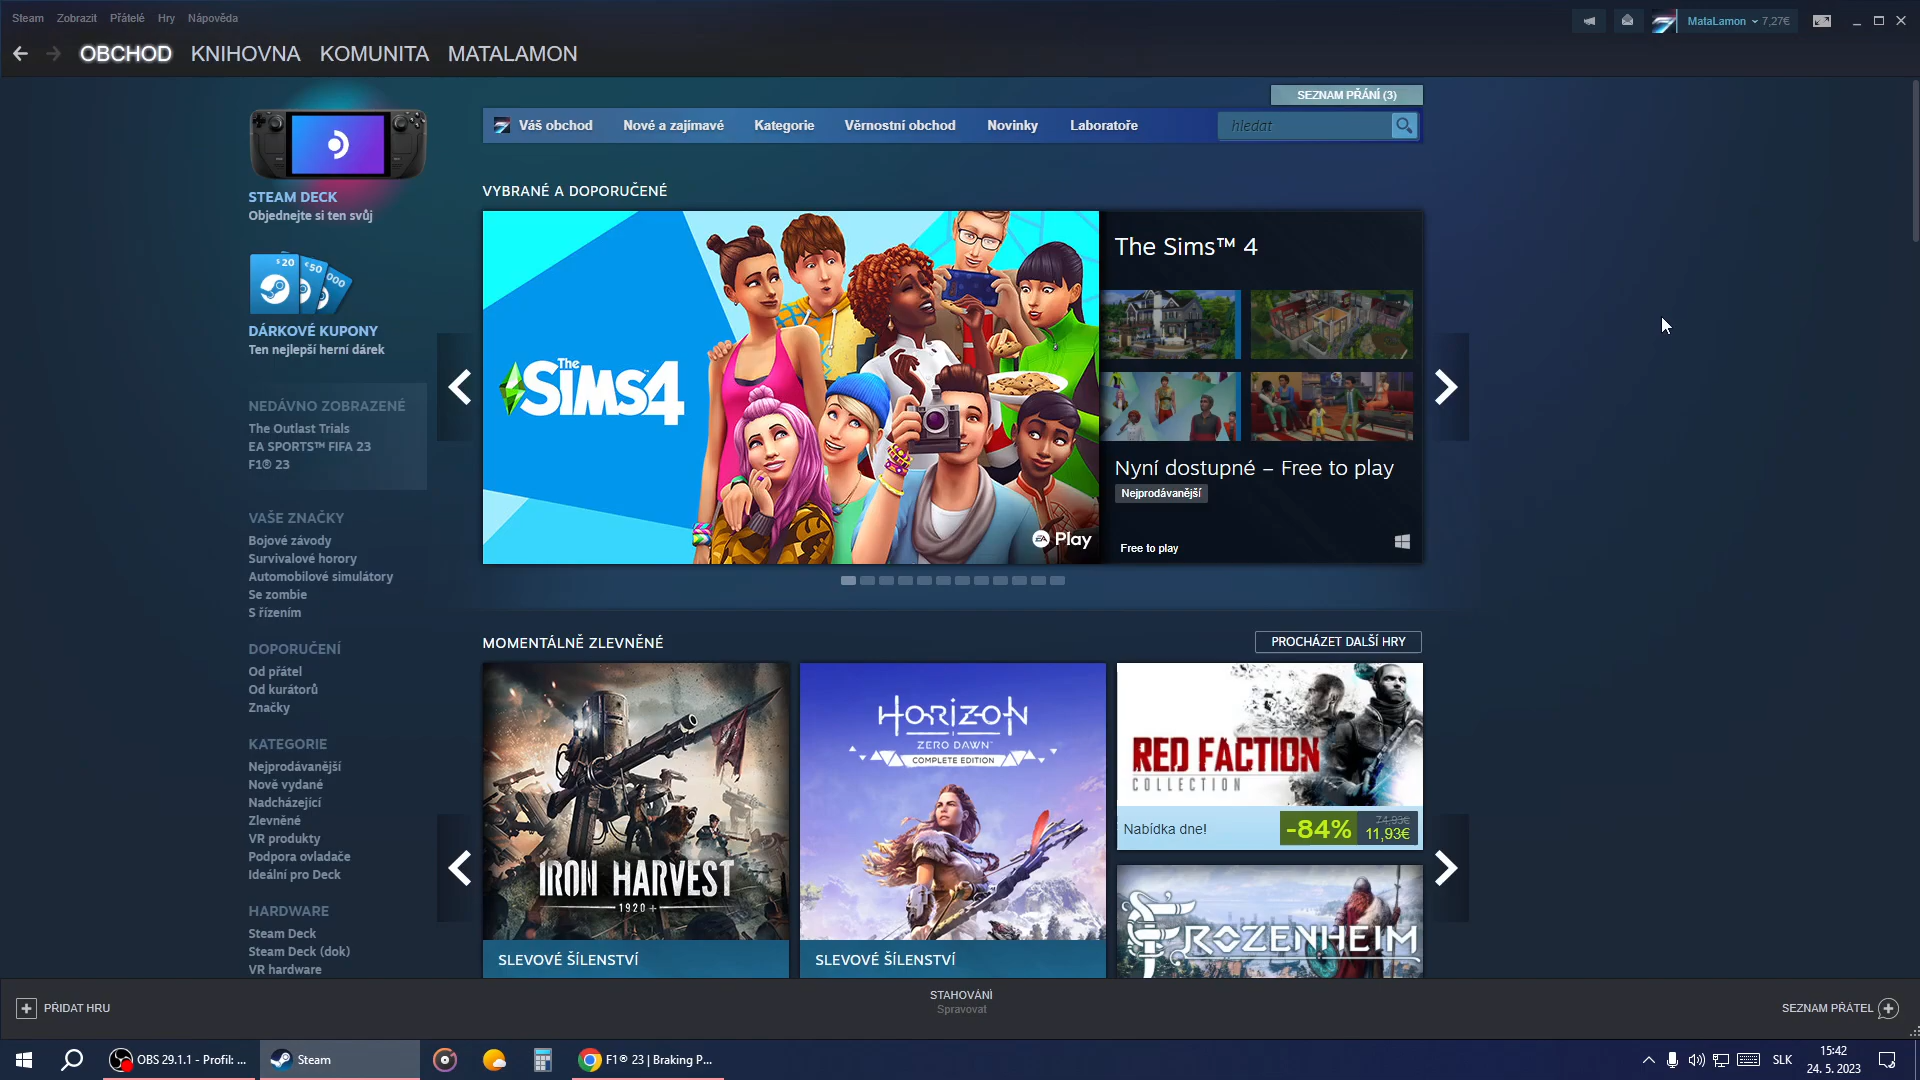 Steam Zobrazit Přátelé Hry Nápověda
MataLamon 7,27€
OBCHOD KNIHOVNA KOMUNITA MATALAMON
SEZNAM PŘÁNÍ (3)
Váš obchod Nové a zajímavé Kategorie Věrnostní obchod Novinky Laboratoře hledat
STEAM DECK
Objednejte si ten svůj
$20 €50
DÁRKOVÉ KUPONY
Ten nejlepší herní dárek
NEDÁVNO ZOBRAZENÉ
The Outlast Trials
EA SPORTS™ FIFA 23
F1® 23
VAŠE ZNAČKY
Bojové závody
Survivalové horory
Automobilové simulátory
Se zombie
S řízením
DOPORUČENÍ
Od přátel
Od kurátorů
Značky
KATEGORIE
Nejprodávanější
Nově vydané
Nadcházející
Zlevněné
VR produkty
Podpora ovladače
Ideální pro Deck
HARDWARE
Steam Deck
Steam Deck (dok)
VR hardware
VYBRANÉ A DOPORUČENÉ
The SIMS 4
EA Play
The Sims™ 4
Nyní dostupné – Free to play
Nejprodávanější
Free to play
MOMENTÁLNĚ ZLEVNĚNÉ
PROCHÁZET DALŠÍ HRY
IRON HARVEST
1920+
SLEVOVÉ ŠÍLENSTVÍ
HORIZON
ZERO DAWN™
COMPLETE EDITION
SLEVOVÉ ŠÍLENSTVÍ
RED FACTION
COLLECTION
Nabídka dne! -84% 74,93€
11,93€
FROZENHEIM
PŘIDAT HRU
STAHOVÁNÍ
Spravovat
SEZNAM PŘÁTEL
OBS 29.1.1 - Profil: ...
Steam
F1® 23 | Braking P...
SLK
15:42
24. 5. 2023